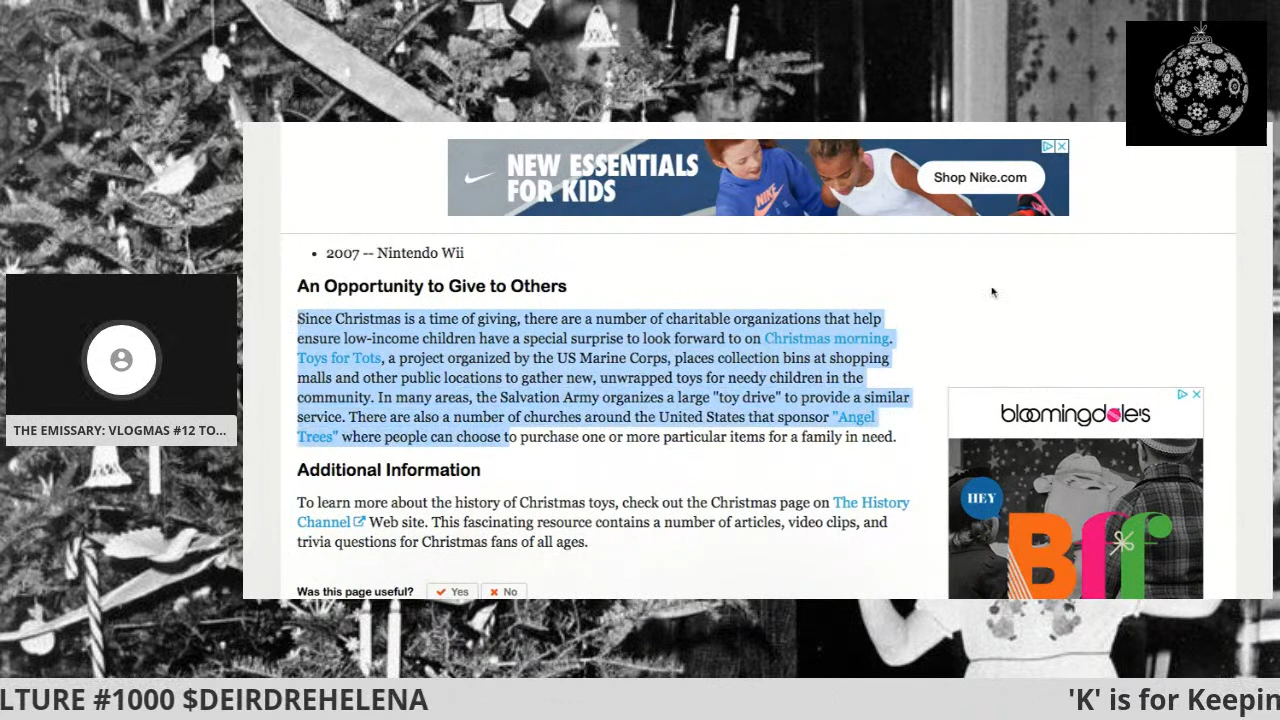 NEW ESSENTIALS
FOR KIDS
NIKE
Shop Nike.com
• 2007 -- Nintendo Wii
An Opportunity to Give to Others
Since Christmas is a time of giving, there are a number of charitable organizations that help
ensure low-income children have a special surprise to look forward to on Christmas morning.
Toys for Tots, a project organized by the US Marine Corps, places collection bins at shopping
malls and other public locations to gather new, unwrapped toys for needy children in the
community. In many areas, the Salvation Army organizes a large "toy drive" to provide a similar
service. There are also a number of churches around the United States that sponsor "Angel
Trees" where people can choose to purchase one or more particular items for a family in need.
Additional Information
To learn more about the history of Christmas toys, check out the Christmas page on The History
Channel Web site. This fascinating resource contains a number of articles, video clips, and
trivia questions for Christmas fans of all ages.
Was this page useful? Yes No
bloomingdale's
HEY
Bff
THE EMISSARY: VLOGMAS #12 TO...
LTURE #1000 $DEIRDREHELENA
'K' is for Keepin